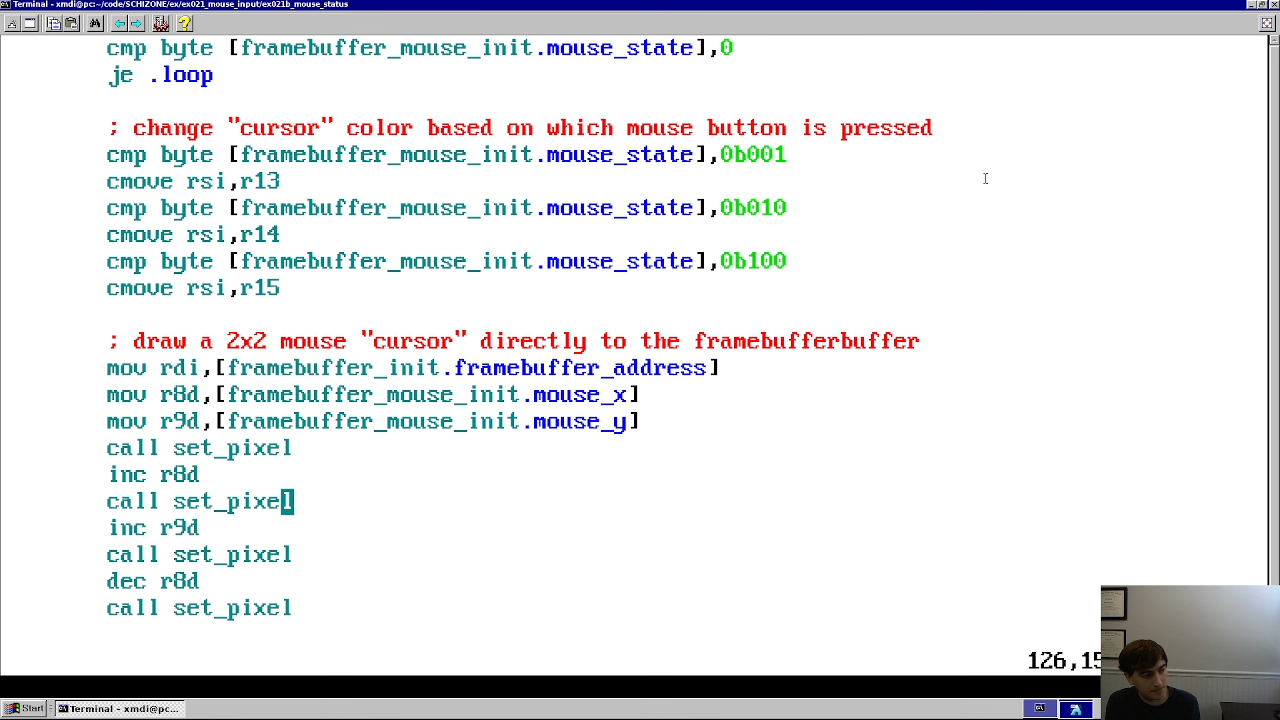 Terminal - xmdi@pc:~/code/SCHIZONE/ex/ex021_mouse_input/ex021b_mouse_status
cmp byte [framebuffer_mouse_init.mouse_state],0
je .loop
; change "cursor" color based on which mouse button is pressed
cmp byte [framebuffer_mouse_init.mouse_state],0b001
cmove rsi,r13
cmp byte [framebuffer_mouse_init.mouse_state],0b010
cmove rsi,r14
cmp byte [framebuffer_mouse_init.mouse_state],0b100
cmove rsi,r15
; draw a 2x2 mouse "cursor" directly to the framebufferbuffer
mov rdi,[framebuffer_init.framebuffer_address]
mov r8d,[framebuffer_mouse_init.mouse_x]
mov r9d,[framebuffer_mouse_init.mouse_y]
call set_pixel
inc r8d
call set_pixel
inc r9d
call set_pixel
dec r8d
call set_pixel
126,15
Start Terminal - xmdi@pc:~...